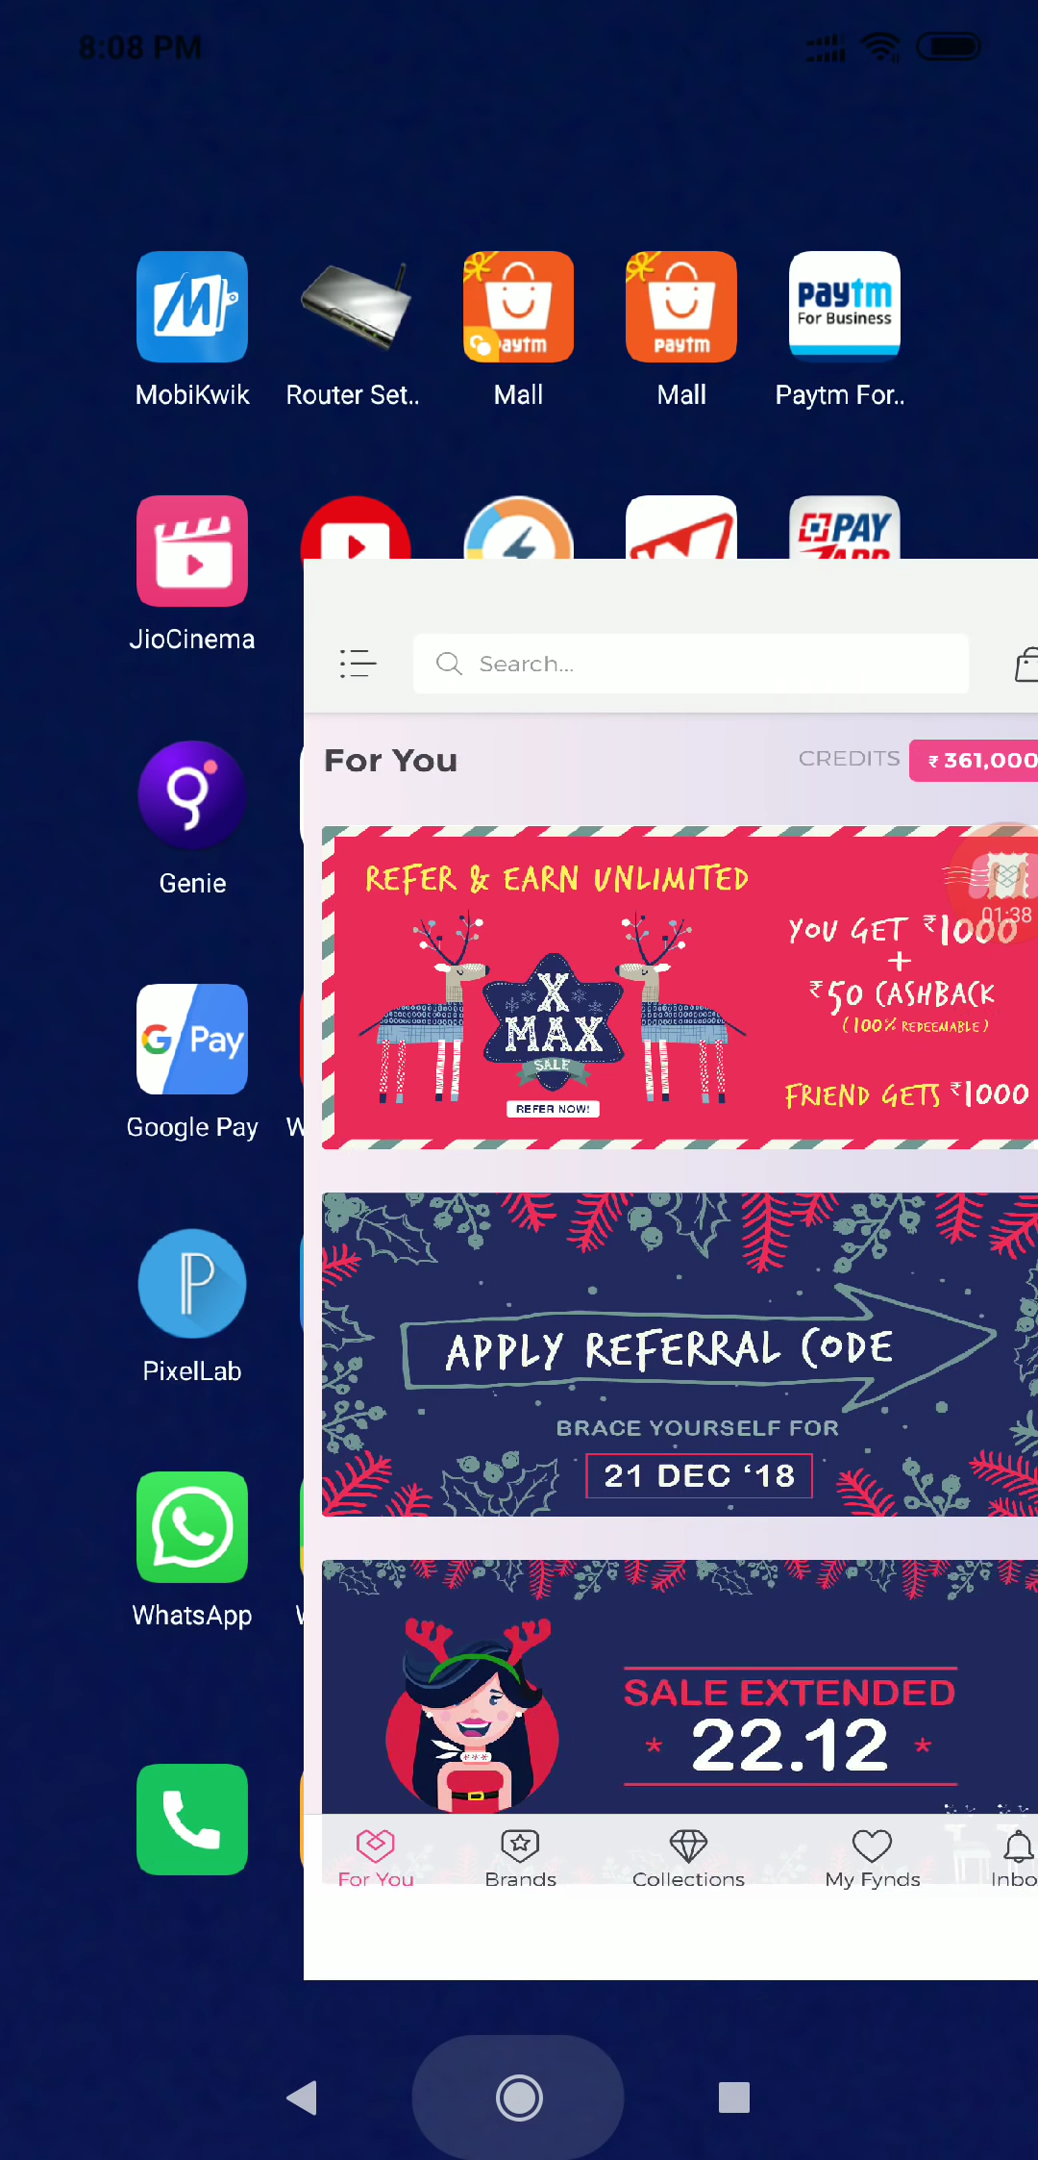 8:08 PM
paytm
paytm
paytm
For Business
MobiKwik
Router Set..
Mall
Mall
Paytm For..
PAY
JioCinema
Search...
For You
CREDITS
₹ 361,000
REFER & EARN UNLIMITED
01:38
YOU GET ₹1000
+
₹50 CASHBACK
(100% REDEEMABLE)
X
MAX
SALE
REFER NOW!
FRIEND GETS ₹1000
Genie
G Pay
Google Pay
W
APPLY REFERRAL CODE
BRACE YOURSELF FOR
21 DEC ‘18
PixelLab
WhatsApp
SALE EXTENDED
* 22.12 *
For You
Brands
Collections
My Fynds
Inbo